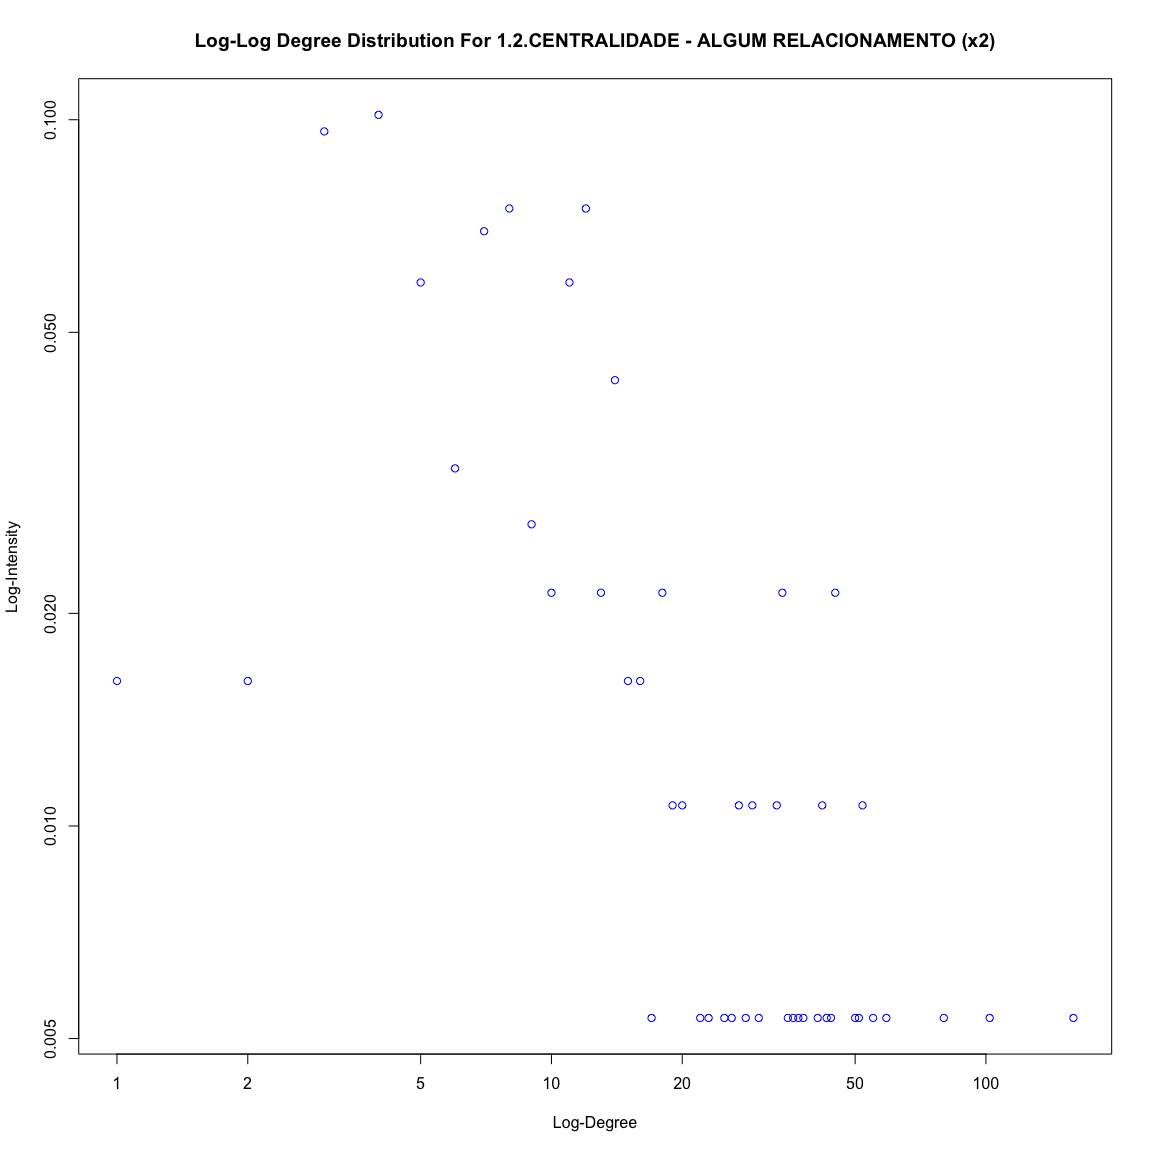 Log-Log Degree Distribution For 1.2.CENTRALIDADE - ALGUM RELACIONAMENTO (x2)
Log-Intensity
0.100
0.050
0.020
0.010
0.005
1 2 5 10 20 50 100
Log-Degree